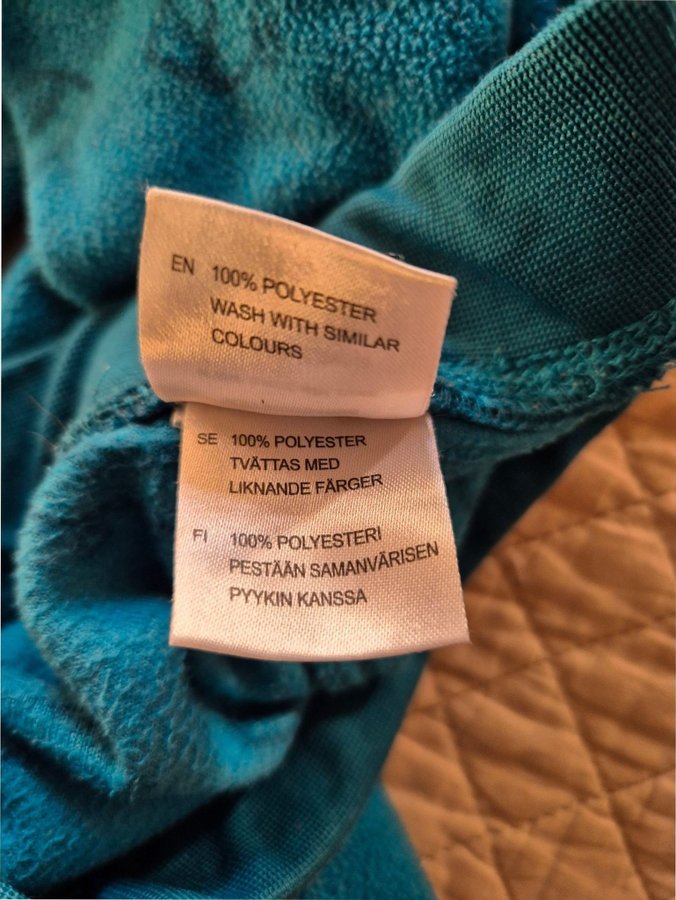 EN 100% POLYESTER
WASH WITH SIMILAR
COLOURS
SE 100% POLYESTER
TVÄTTAS MED
LIKNANDE FÄRGER
FI 100% POLYESTERI
PESTÄÄN SAMANVÄRISEN
PYYKIN KANSSA